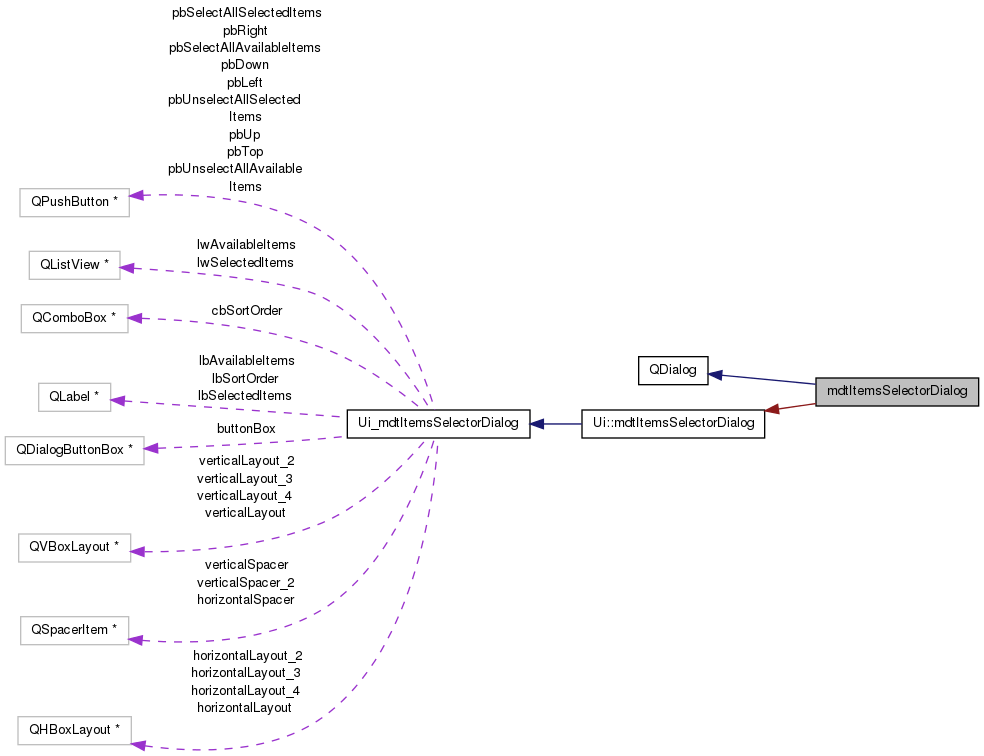 pbSelectAllSelectedItems
pbRight
pbSelectAllAvailableItems
pbDown
pbLeft
pbUnselectAllSelected
Items
pbUp
pbTop
pbUnselectAllAvailable
Items
QPushButton *
lwAvailableItems
lwSelectedItems
QListView *
cbSortOrder
QComboBox *
lbAvailableItems
lbSortOrder
lbSelectedItems
QLabel *
buttonBox
QDialogButtonBox *
verticalLayout_2
verticalLayout_3
verticalLayout_4
verticalLayout
QVBoxLayout *
verticalSpacer
verticalSpacer_2
horizontalSpacer
QSpacerItem *
horizontalLayout_2
horizontalLayout_3
horizontalLayout_4
horizontalLayout
QHBoxLayout *
Ui_mdtItemsSelectorDialog
Ui::mdtItemsSelectorDialog
QDialog
mdtItemsSelectorDialog